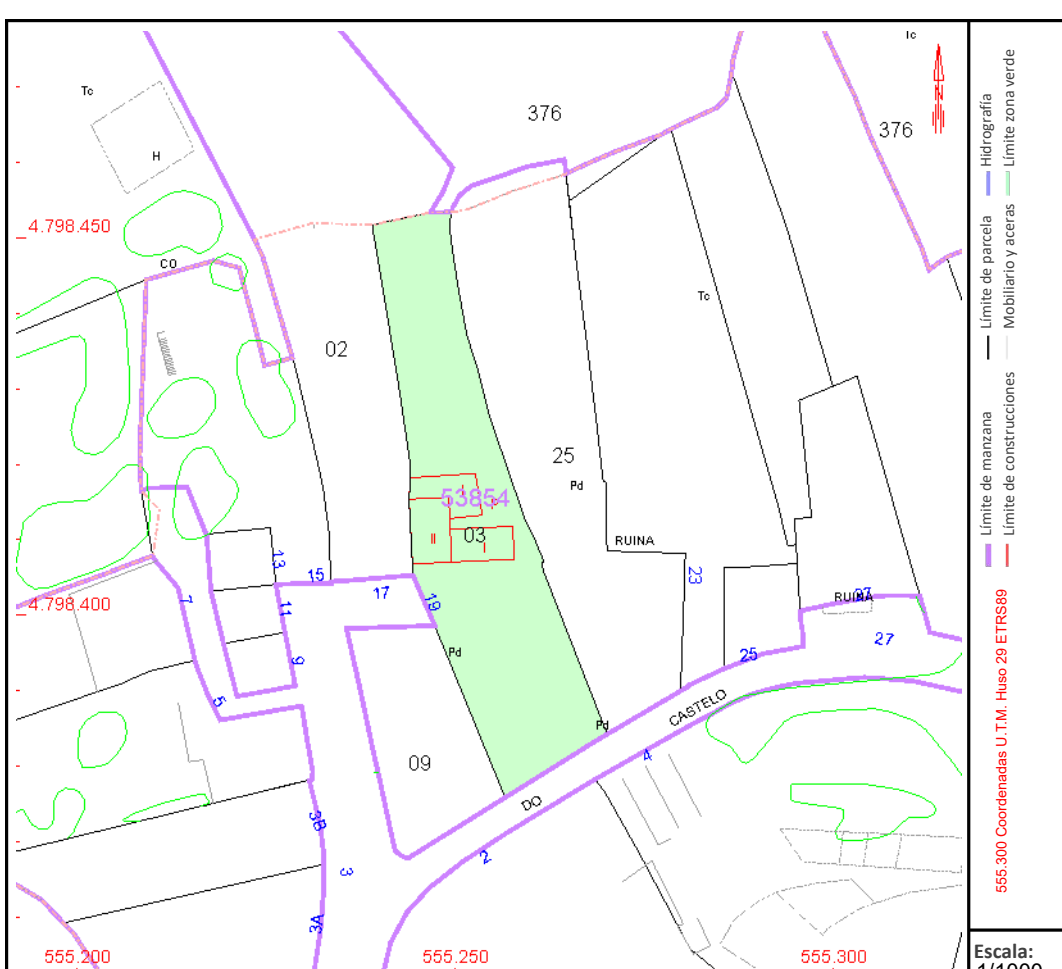 Tc
376
Tc
376
H
4.798.450
CO
Tc
02
25
Pd
53854
03
II
I
RUINA
13
15
17
19
23
4.798.400
7
11
RUINA
27
9
Pd
25
5
CASTELO
Pd
4
09
DO
3B
2
3
3A
555.200
555.250
555.300
Límite de manzana
Límite de parcela
Hidrografía
Límite de construcciones
Mobiliario y aceras
Límite zona verde
555.300 Coordenadas U.T.M. Huso 29 ETRS89
Escala:
1/1000